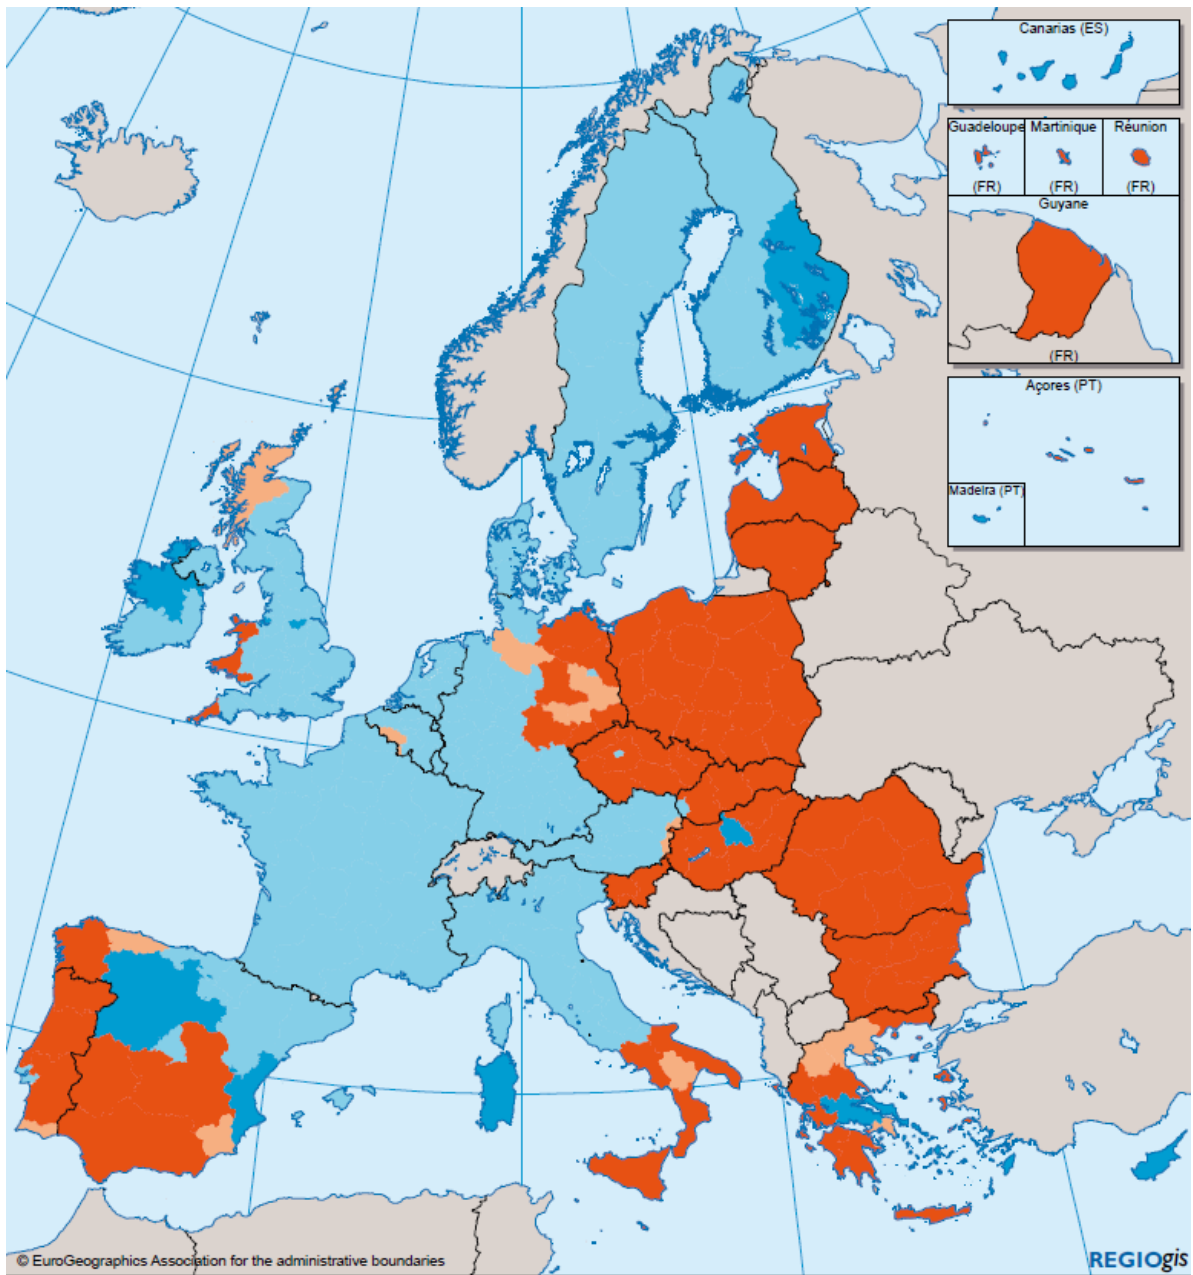 Canarias (ES)
Guadeloupe
Martinique
Réunion
(FR)
(FR)
(FR)
Guyane
(FR)
Açores (PT)
Madeira (PT)
© EuroGeographics Association for the administrative boundaries
REGIOgis